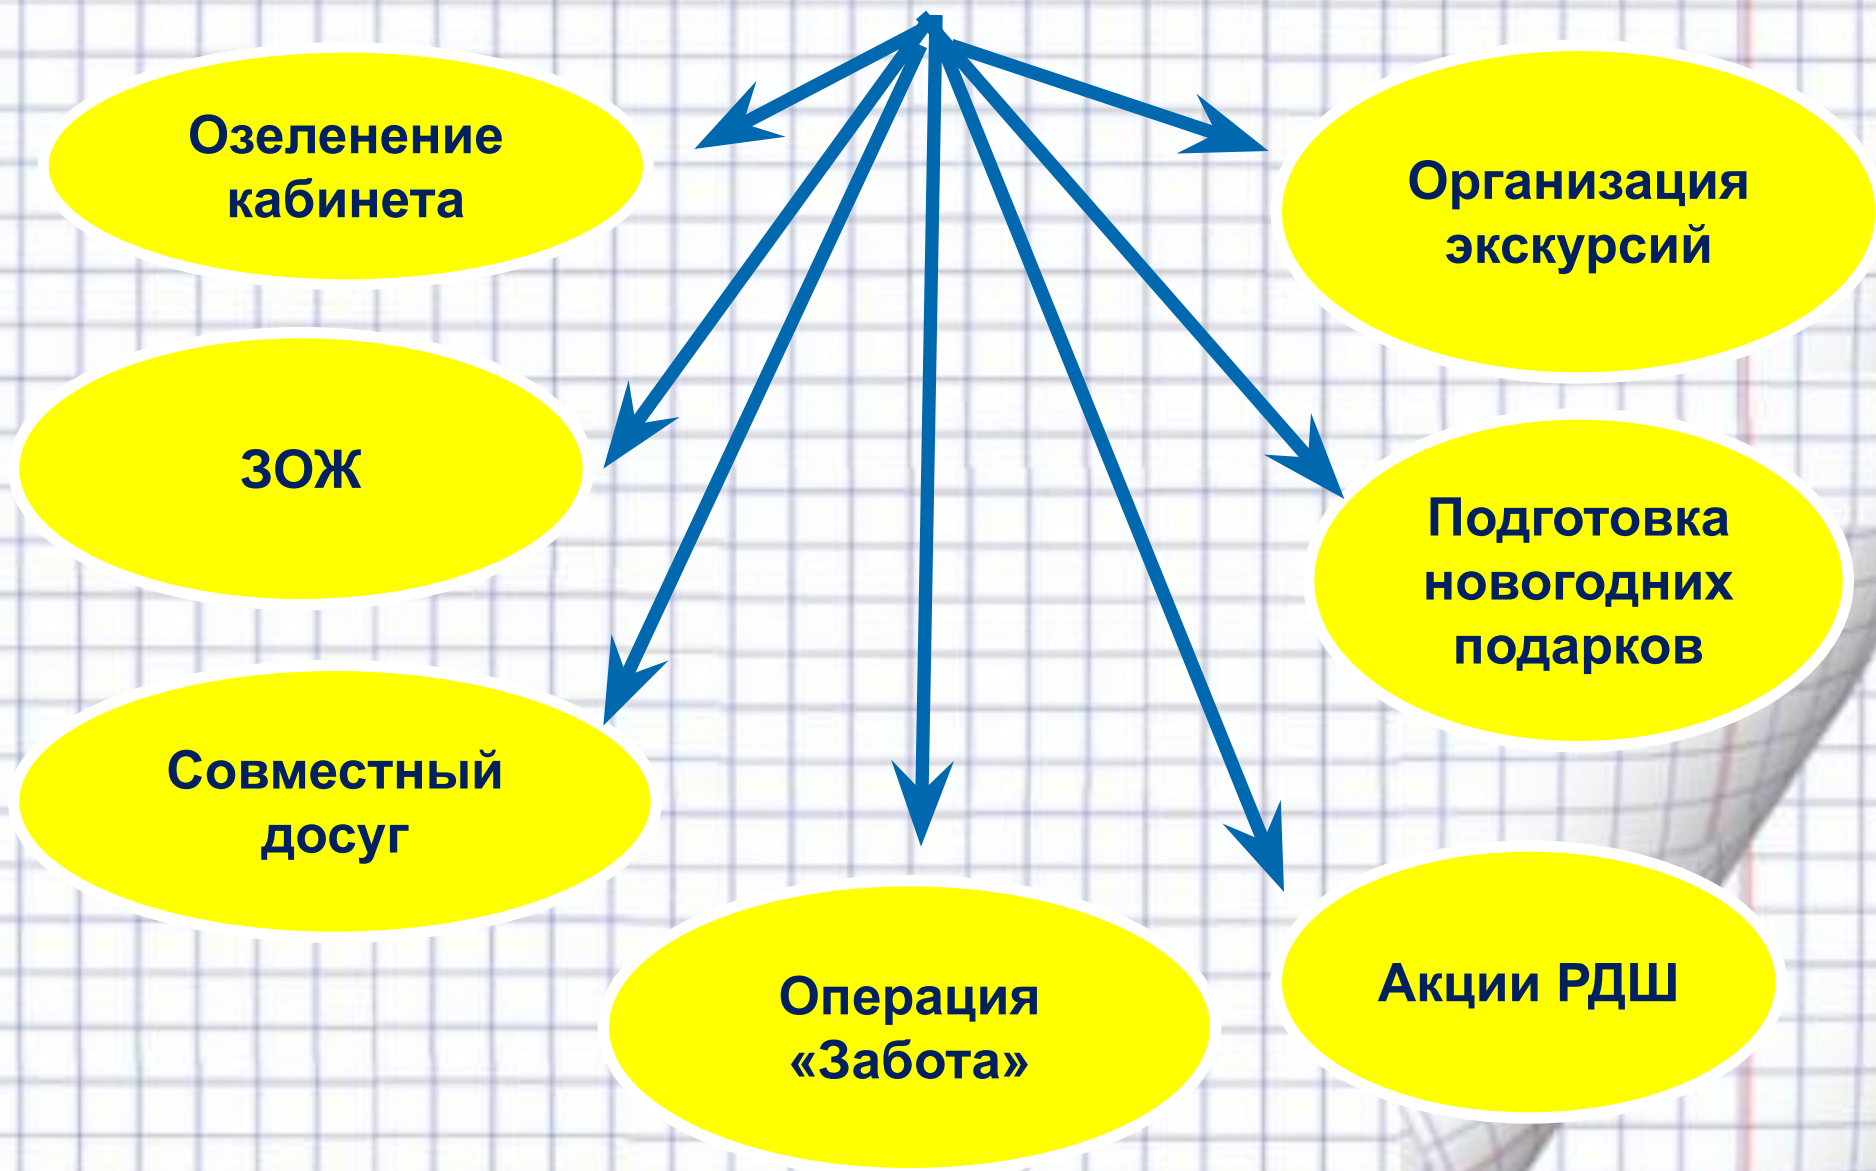 Озеленение
кабинета
Организация
экскурсий
ЗОЖ
Подготовка
новогодних
подарков
Совместный
досуг
Операция
«Забота»
Акции РДШ